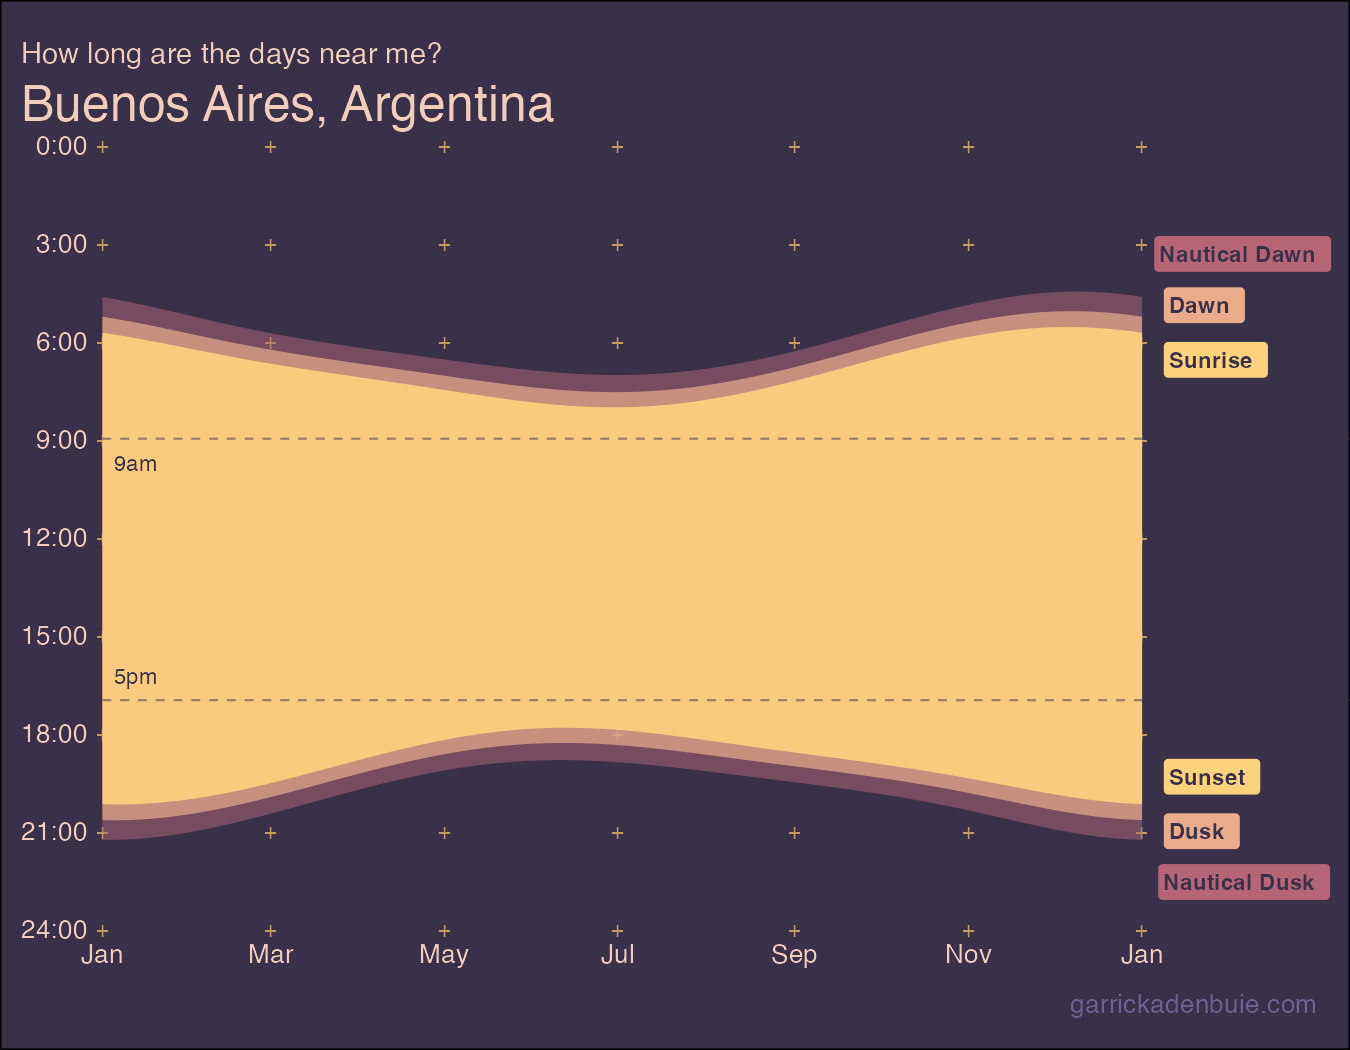 How long are the days near me?
Buenos Aires, Argentina
0:00
3:00
Nautical Dawn
Dawn
6:00
Sunrise
9:00
9am
12:00
15:00
5pm
18:00
Sunset
21:00
Dusk
Nautical Dusk
24:00
Jan Mar May Jul Sep Nov Jan
garrickadenbuie.com